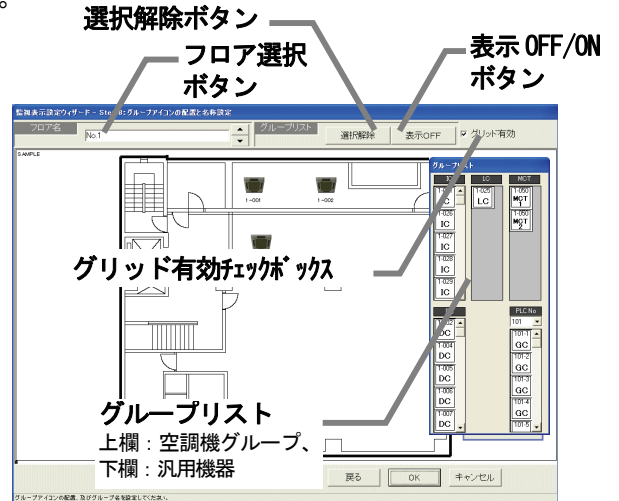 。
選択解除ボタン
フロア選択
ボタン
表示 OFF/ON
ボタン
監視表示設定ウィザード - Step8:グループアイコンの配置と名称設定
フロア名
No.1
グループリスト
選択解除
表示OFF
グリッド有効
SAMPLE
1-001
1-002
グリッド有効チェックボックス
グループリスト
IC
LC
MCT
IC
1-026
IC
1-027
IC
1-028
IC
1-029
IC
1-025
LC
1-050
MCT
1
1-050
MCT
2
DC
1-004
DC
1-005
DC
1-006
DC
1-007
DC
PLC No
101
101-1
GC
101-2
GC
101-3
GC
101-4
GC
101-5
グループリスト
上欄：空調機グループ、
下欄：汎用機器
戻る
OK
キャンセル
グループアイコンの配置、及びグループ名を設定してください。